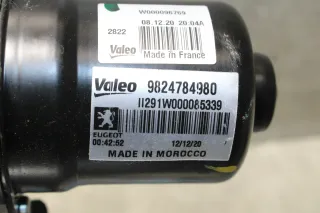 W000096769
08.12.20 20:04A
2822
Valeo Made in France
Valeo 9824784980
II291W000085339
EUGEOT
00:42:52 12/12/20
MADE IN MOROCCO